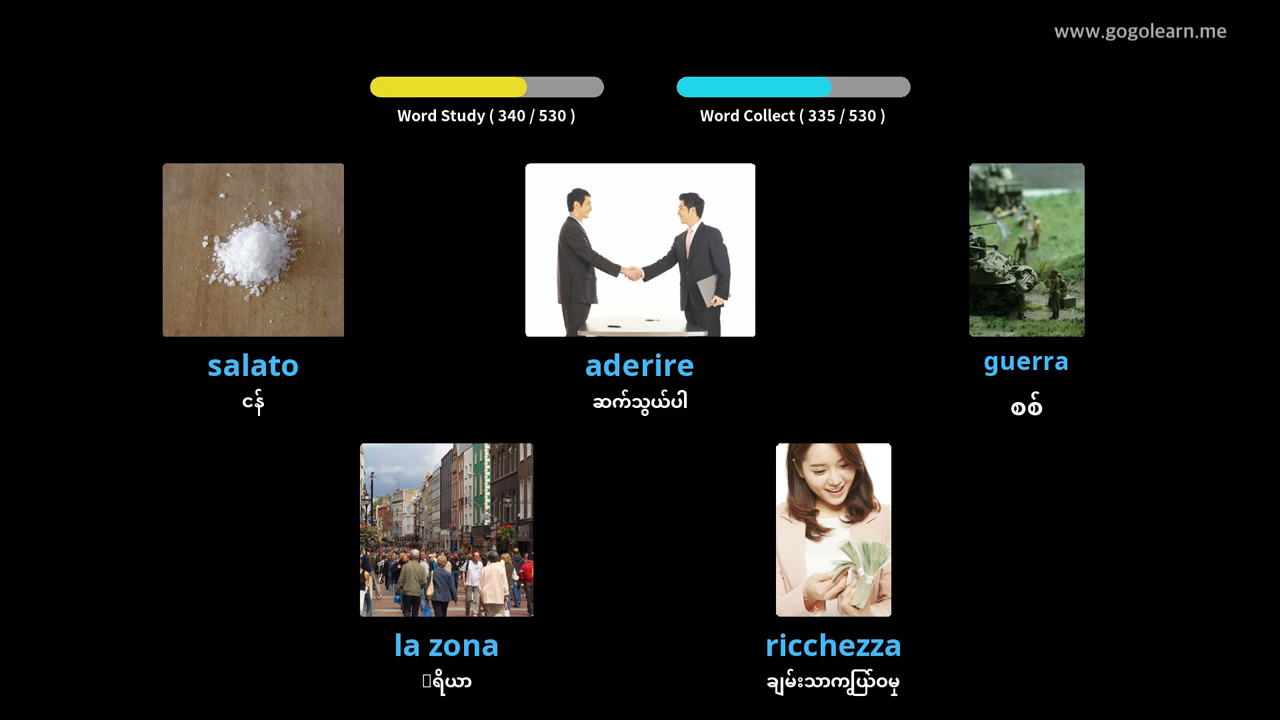 www.gogolearn.me
Word Study ( 340 / 530 )
Word Collect ( 335 / 530 )
salato
ငန်
aderire
ဆက်သွယ်ပါ
guerra
စစ်
la zona
ရိယာ
ricchezza
ချမ်းသာကြွယ်ဝမှု